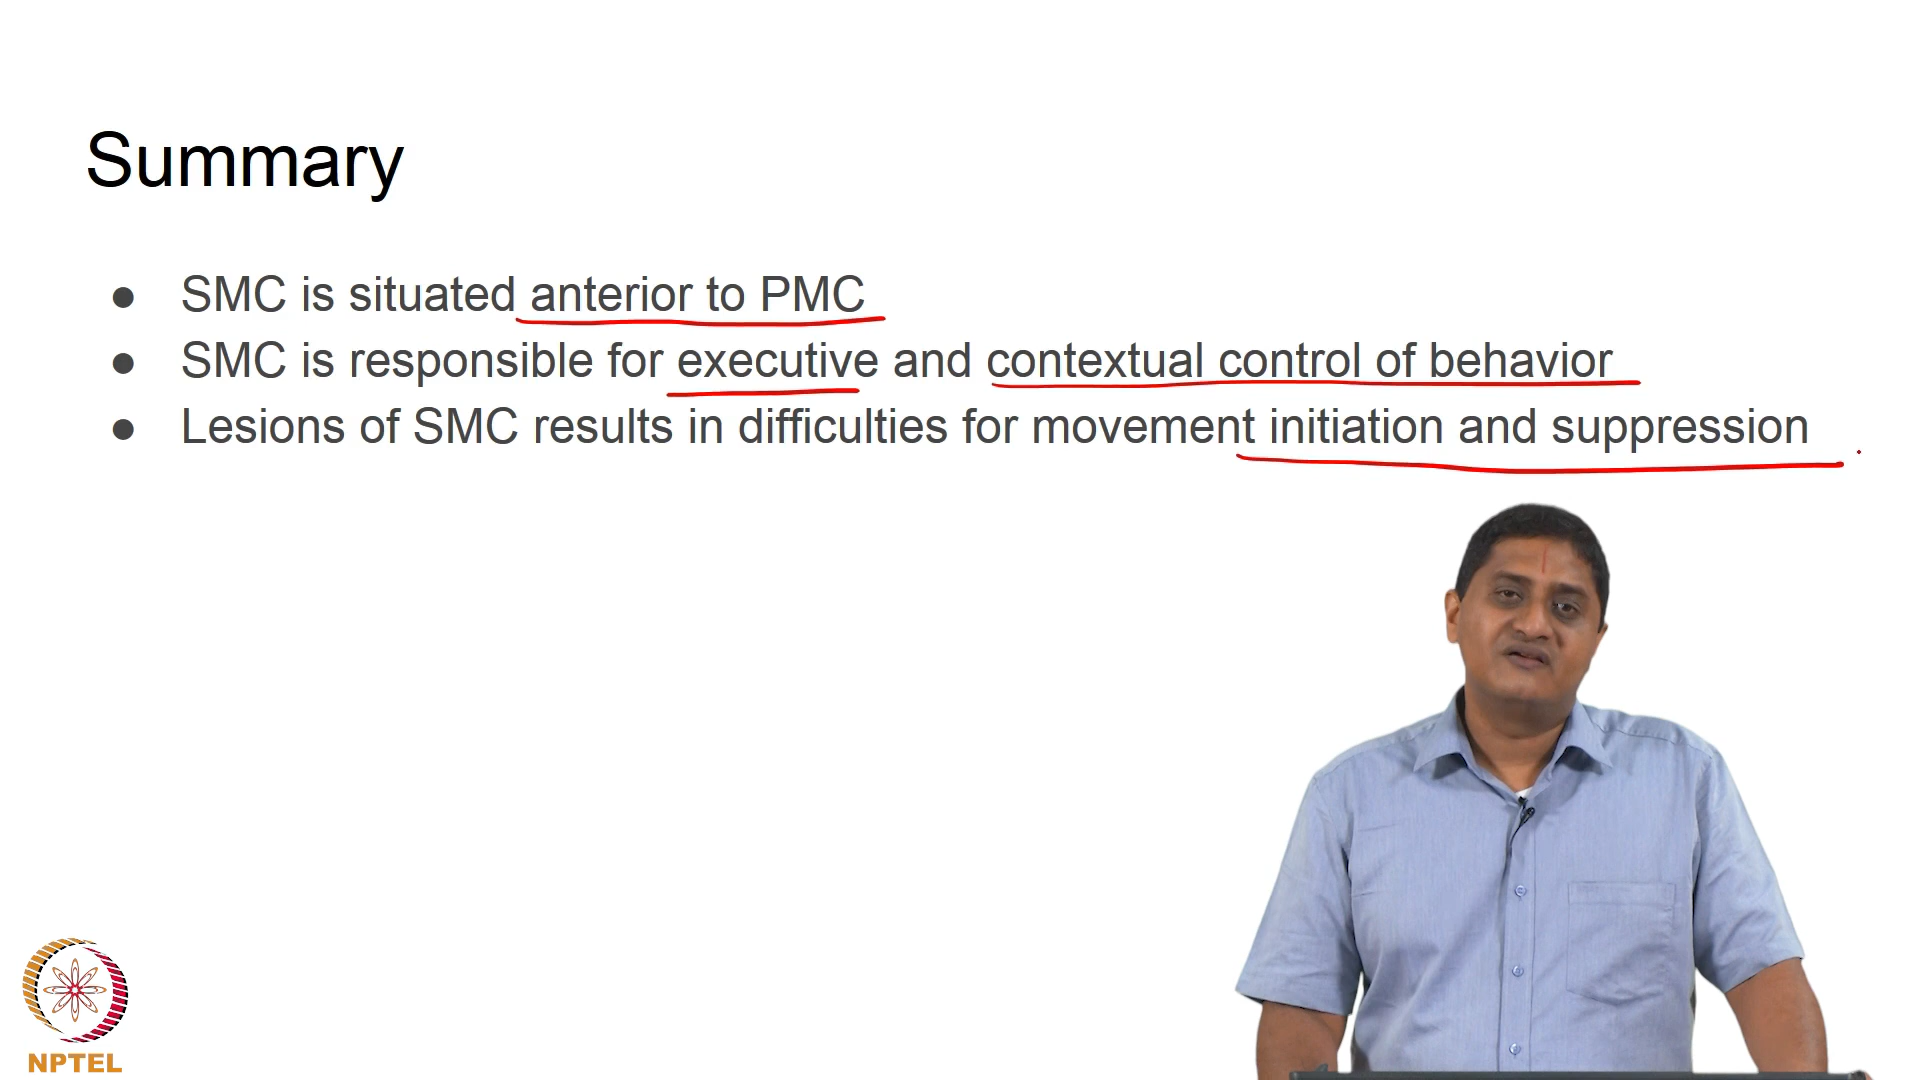 Summary
● SMC is situated anterior to PMC
● SMC is responsible for executive and contextual control of behavior
● Lesions of SMC results in difficulties for movement initiation and suppression
NPTEL